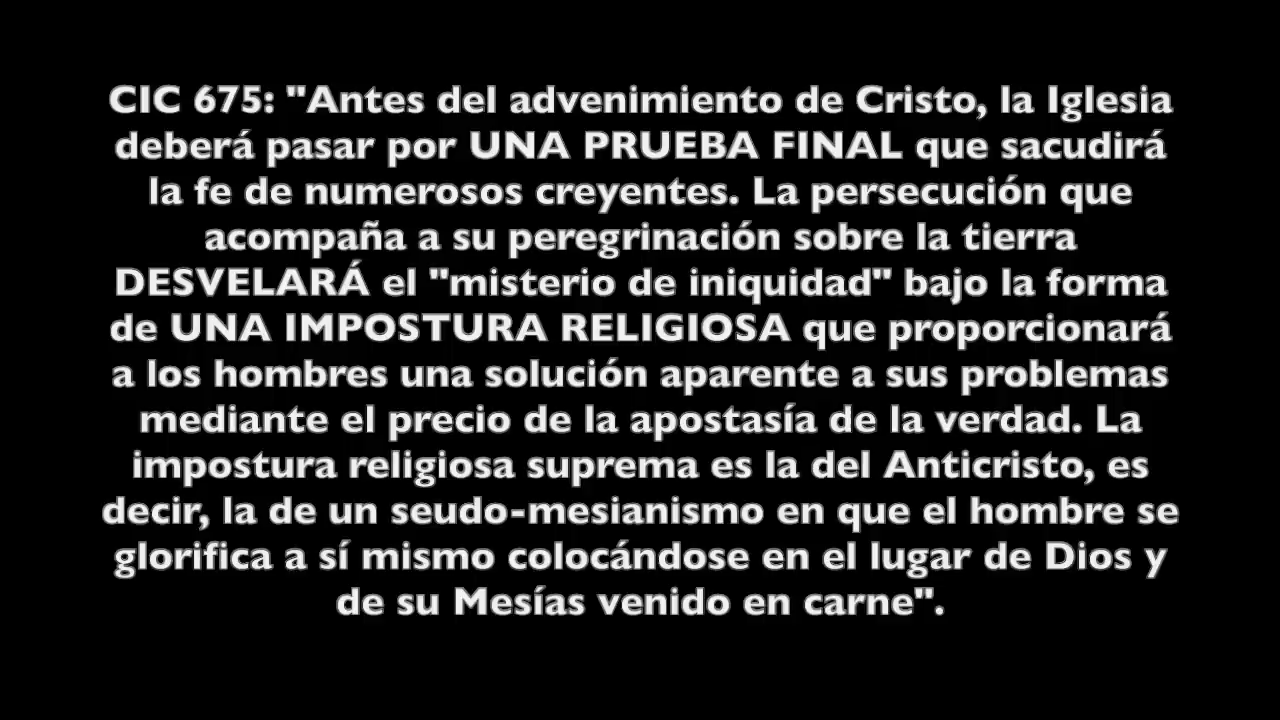 CIC 675: "Antes del advenimiento de Cristo, la Iglesia
deberá pasar por UNA PRUEBA FINAL que sacudirá
la fe de numerosos creyentes. La persecución que
acompaña a su peregrinación sobre la tierra
DESVELARÁ el "misterio de iniquidad" bajo la forma
de UNA IMPOSTURA RELIGIOSA que proporcionará
a los hombres una solución aparente a sus problemas
mediante el precio de la apostasía de la verdad. La
impostura religiosa suprema es la del Anticristo, es
decir, la de un seudo-mesianismo en que el hombre se
glorifica a sí mismo colocándose en el lugar de Dios y
de su Mesías venido en carne".